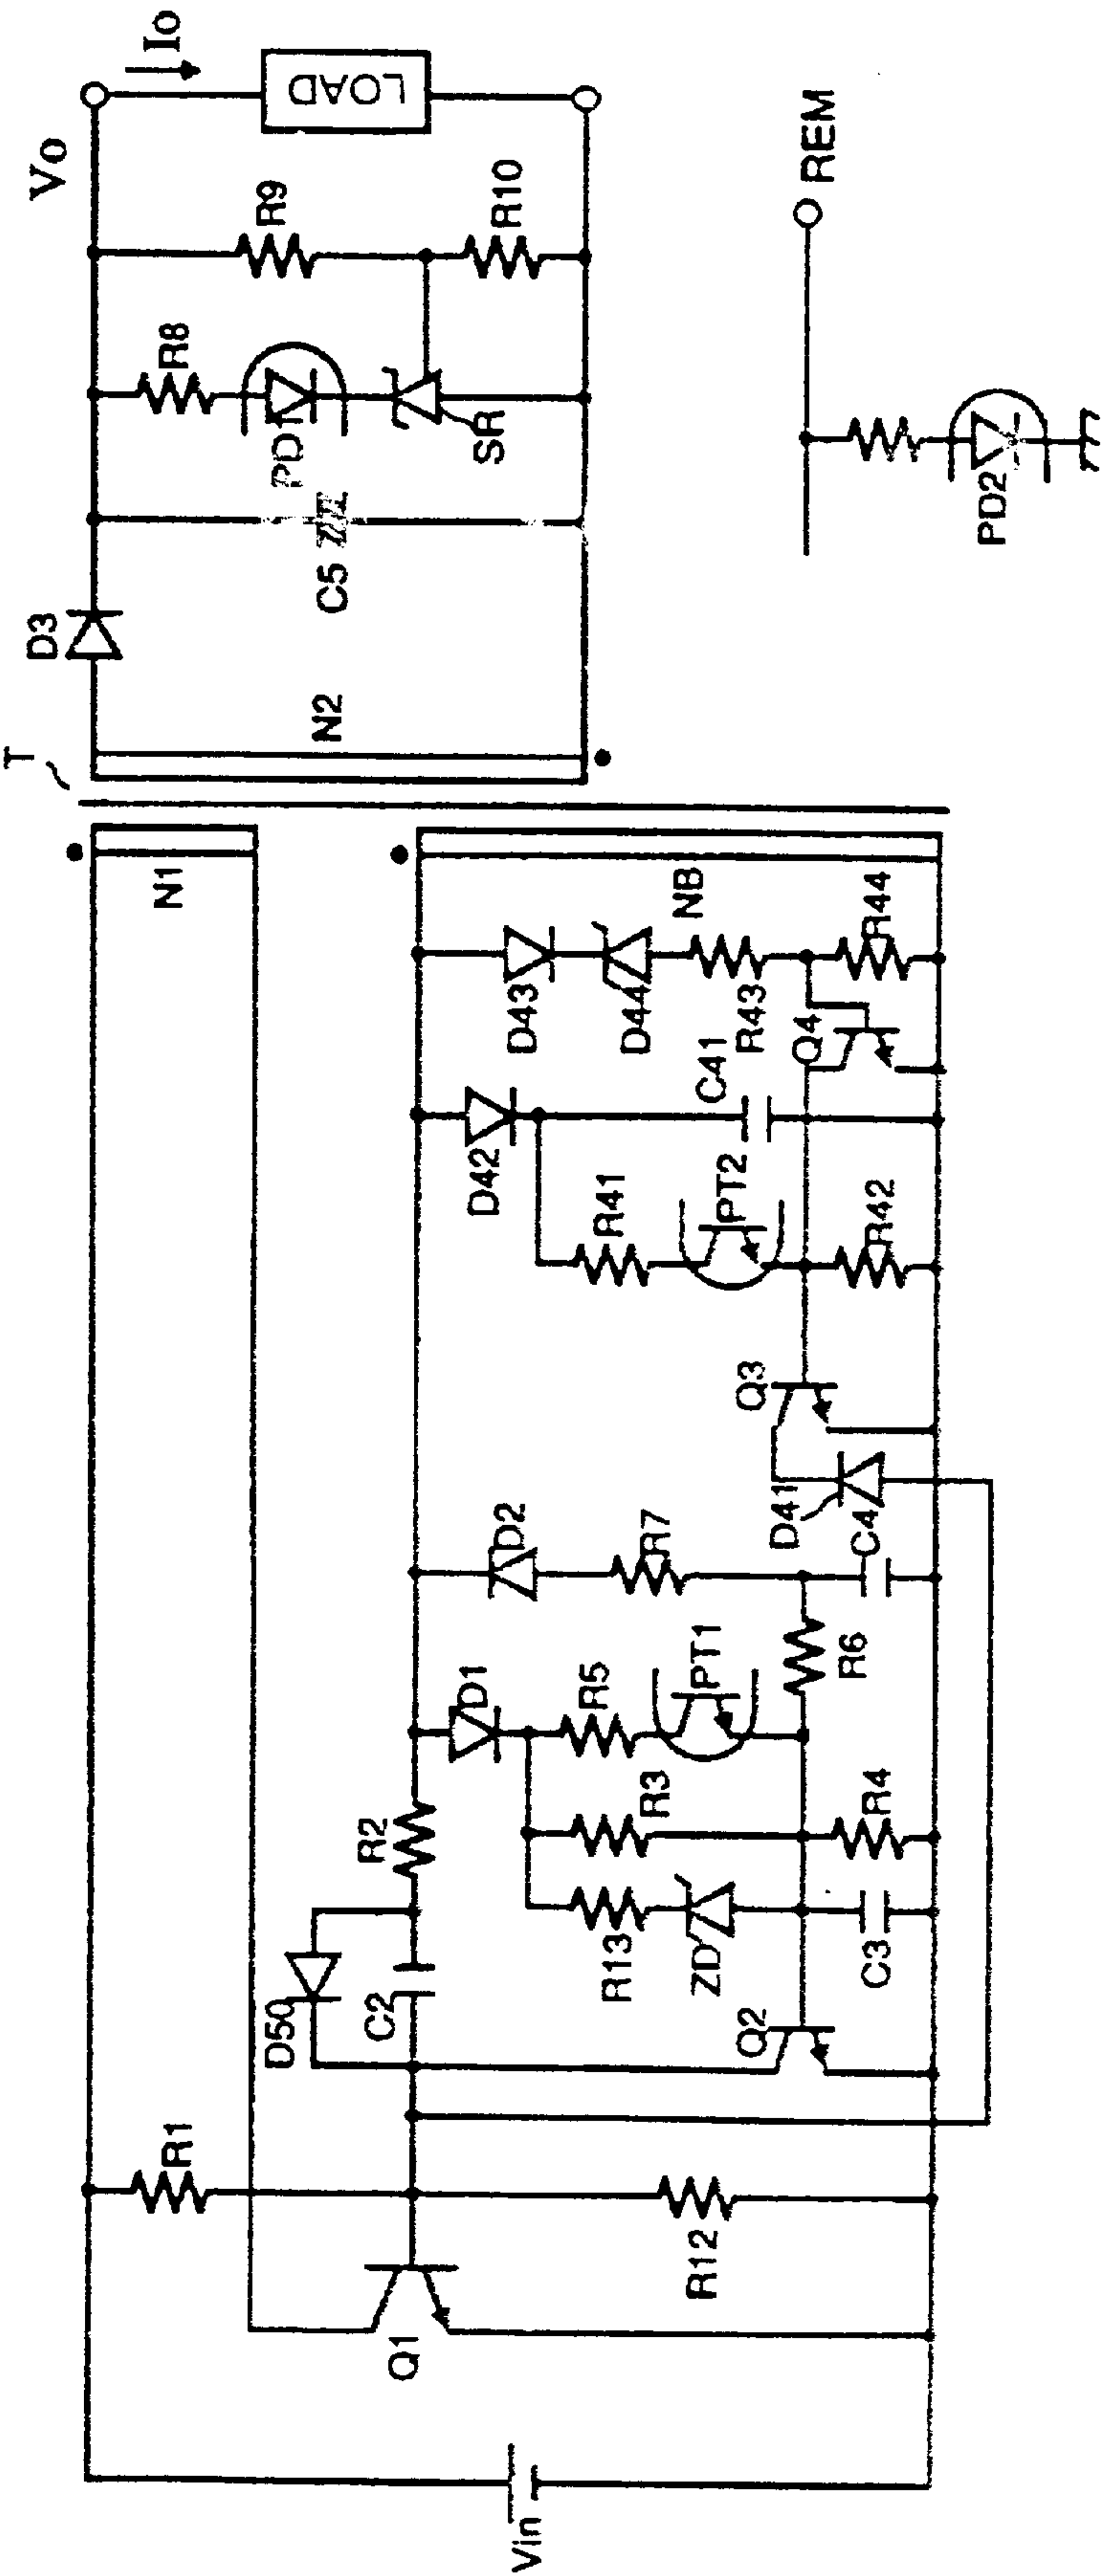 T
D3
Vo
Io
N1
N2
C5
R8
PD1
SR
R9
R10
LOAD
REM
PD2
Vin
R1
Q1
R12
D50
C2
R2
Q2
R13
ZD
C3
D1
R3
R4
R5
PT1
R6
D2
R7
C4
D41
Q3
D42
R41
PT2
R42
C41
D43
D44
R43
NB
Q4
R44